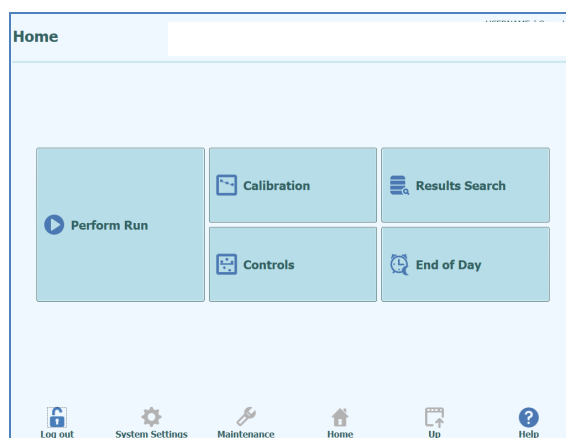 Home
Perform Run
Calibration
Results Search
Controls
End of Day
Log out
System Settings
Maintenance
Home
Up
Help